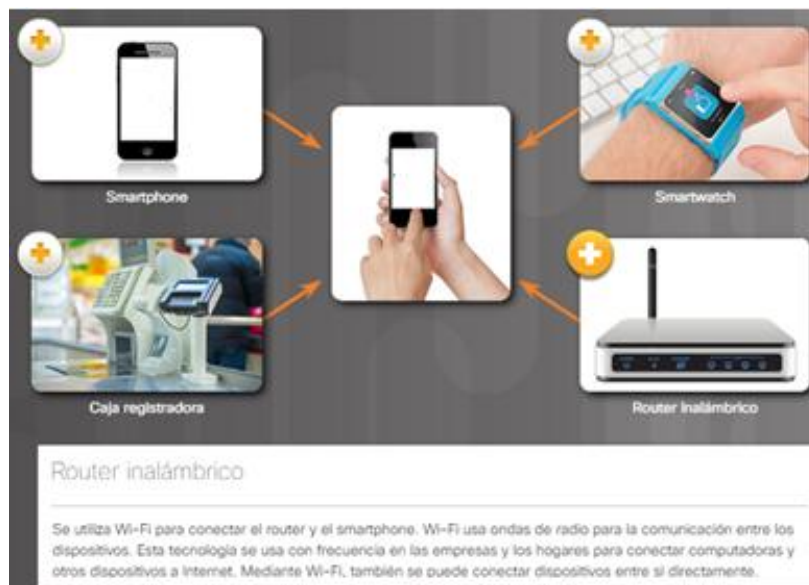 Smartphone
Smartwatch
Caja registradora
Router Inalámbrico
Router inalámbrico
Se utiliza Wi-Fi para conectar el router y el smartphone. Wi-Fi usa ondas de radio para la comunicación entre los
dispositivos. Esta tecnología se usa con frecuencia en las empresas y los hogares para conectar computadoras y
otros dispositivos a Internet. Mediante Wi-Fi, también se puede conectar dispositivos entre sí directamente.